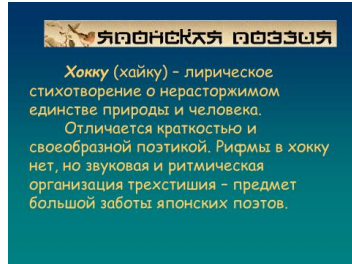 ЯПОНСКАЯ ПОЭЗИЯ
Хокку (хайку) – лирическое
стихотворение о нерасторжимом
единстве природы и человека.
Отличается краткостью и
своеобразной поэтикой. Рифмы в хокку
нет, но звуковая и ритмическая
организация трехстишия – предмет
большой заботы японских поэтов.